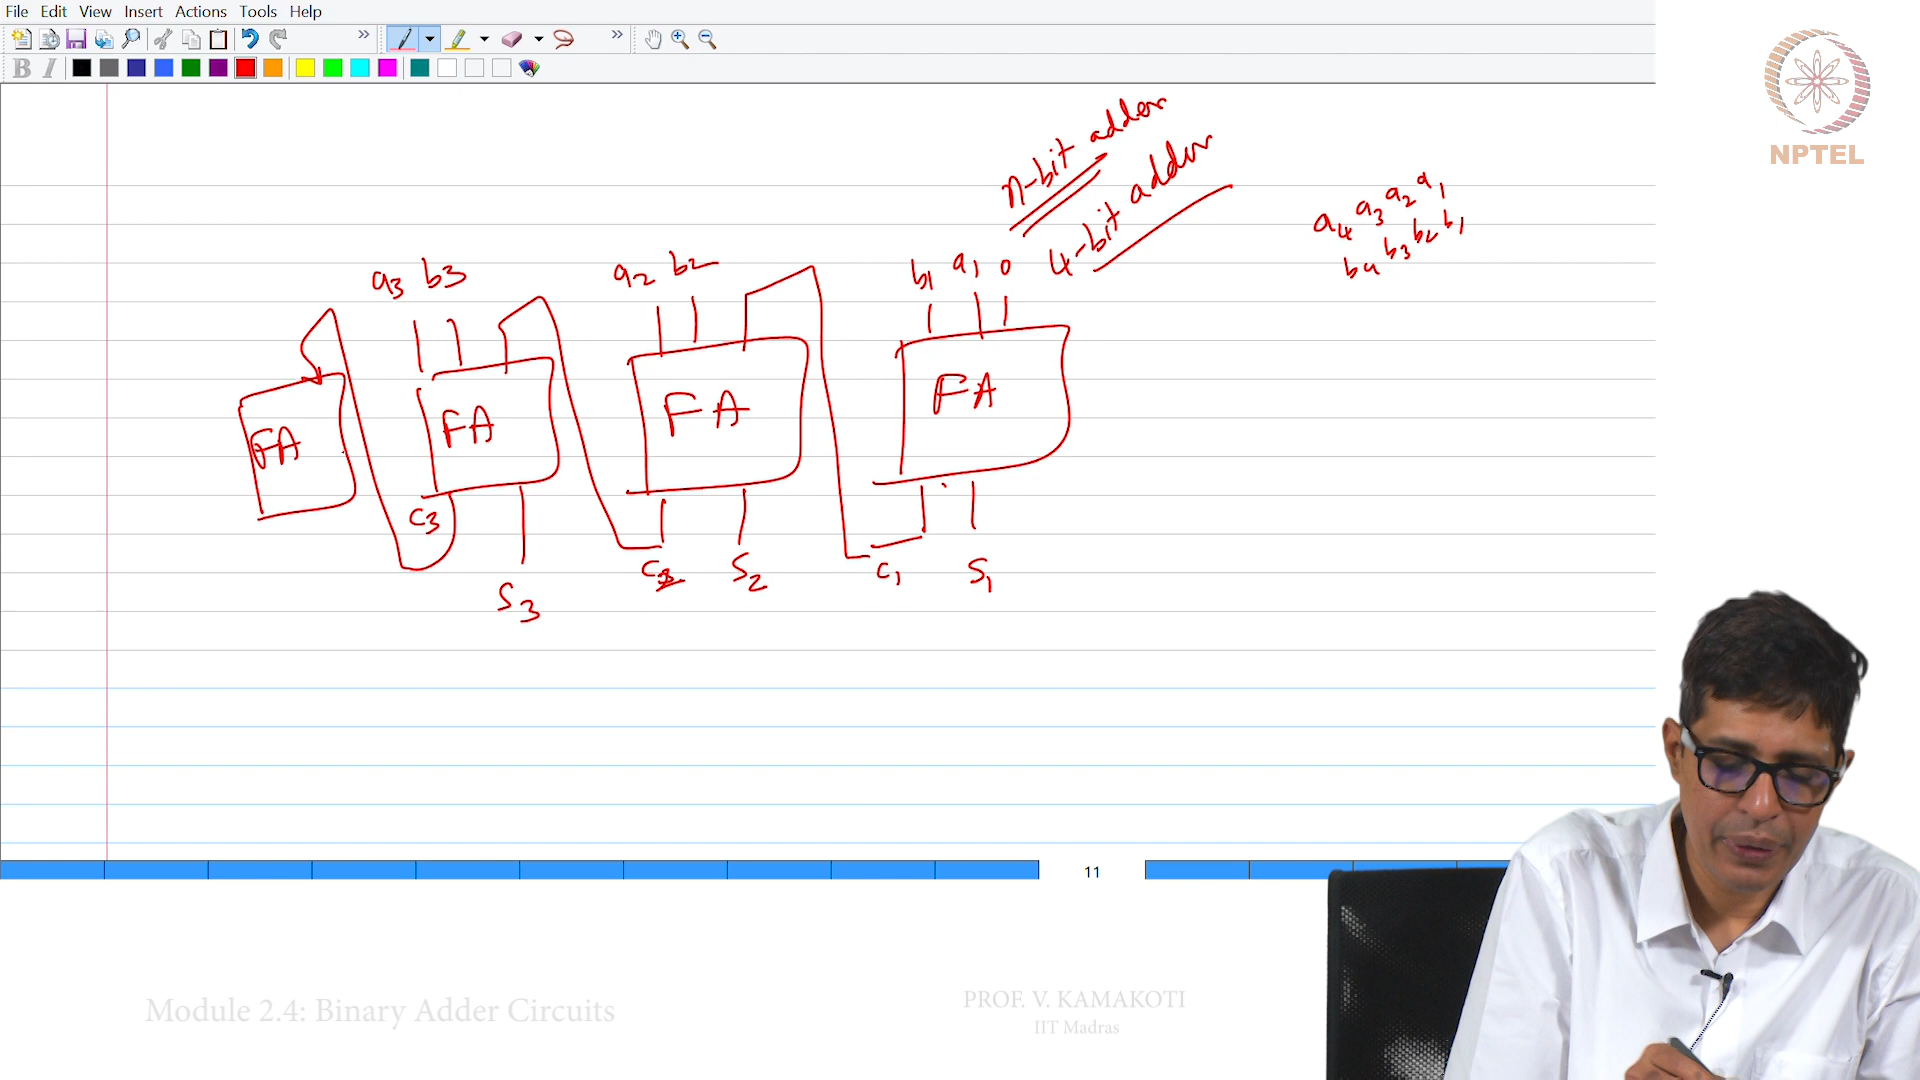 File Edit View Insert Actions Tools Help
B I
NPTEL
n-bit adder
4-bit adder
a4 a3 a2 a1
b4 b3 b2 b1
a3 b3
a2 b2
b1 a1 0
FA
FA
FA
FA
c3
S3
S2
c1
S1
11
Module 2.4: Binary Adder Circuits
PROF. V. KAMAKOTI
IIT Madras